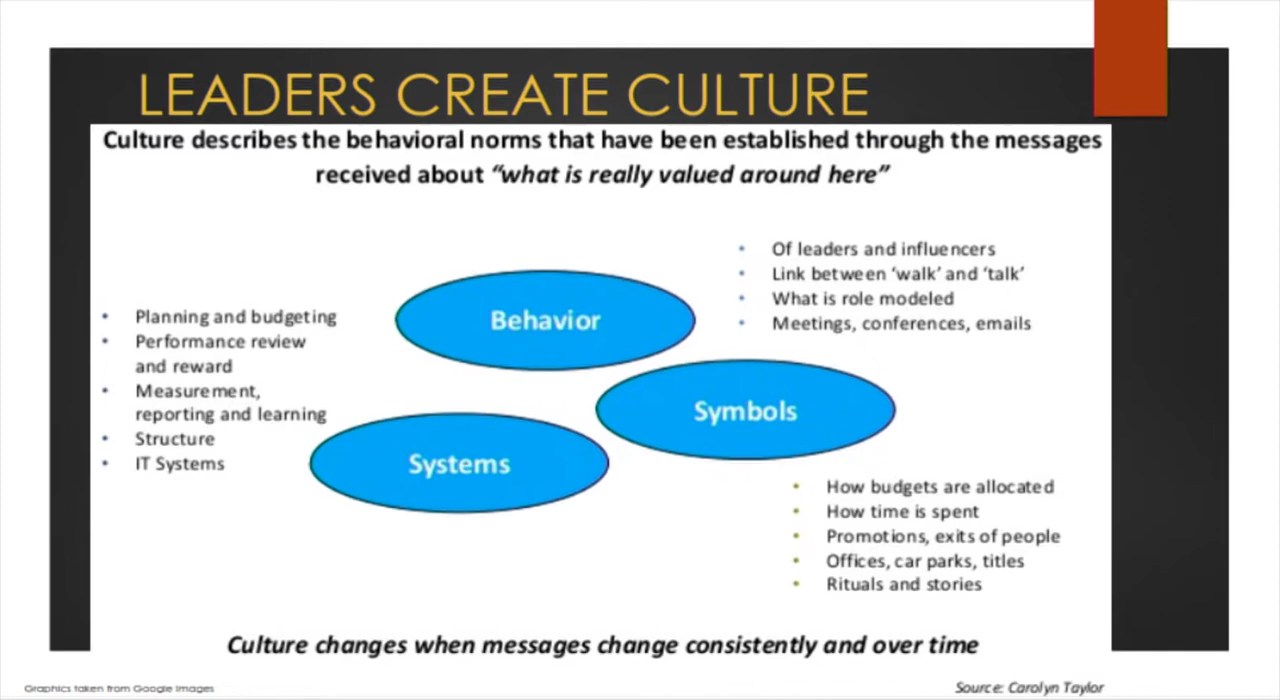 LEADERS CREATE CULTURE
Culture describes the behavioral norms that have been established through the messages
received about “what is really valued around here”
• Of leaders and influencers
• Link between ‘walk’ and ‘talk’
• What is role modeled
• Meetings, conferences, emails
Behavior
• Planning and budgeting
• Performance review
and reward
• Measurement,
reporting and learning
• Structure
• IT Systems
Symbols
Systems
• How budgets are allocated
• How time is spent
• Promotions, exits of people
• Offices, car parks, titles
• Rituals and stories
Culture changes when messages change consistently and over time
Graphics taken from Google Images
Source: Carolyn Taylor